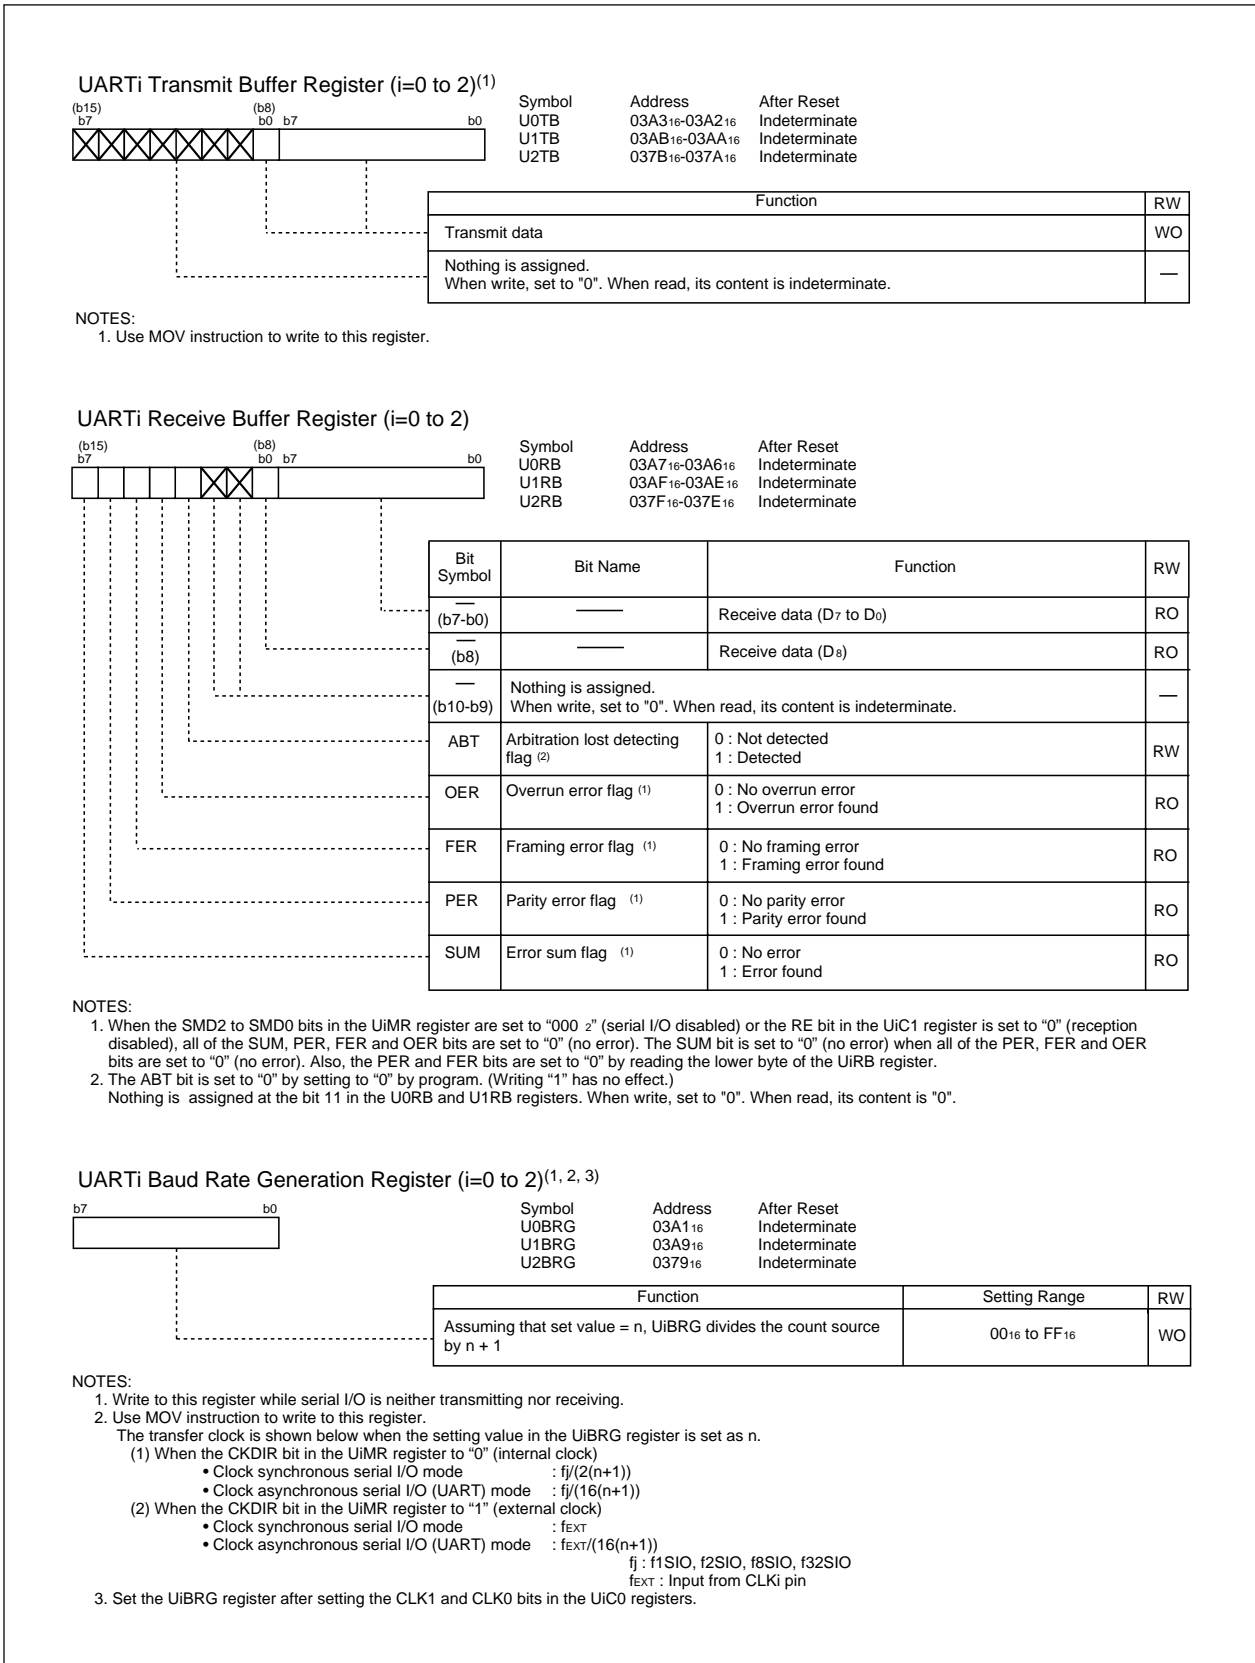 UARTi Transmit Buffer Register (i=0 to 2)(1)
(b15) (b8)
b7 b0 b7 b0
Symbol Address After Reset
U0TB 03A316-03A216 Indeterminate
U1TB 03AB16-03AA16 Indeterminate
U2TB 037B16-037A16 Indeterminate
Function RW
Transmit data WO
Nothing is assigned.
When write, set to "0". When read, its content is indeterminate. —
NOTES:
1. Use MOV instruction to write to this register.
UARTi Receive Buffer Register (i=0 to 2)
(b15) (b8)
b7 b0 b7 b0
Symbol Address After Reset
U0RB 03A716-03A616 Indeterminate
U1RB 03AF16-03AE16 Indeterminate
U2RB 037F16-037E16 Indeterminate
Bit Symbol Bit Name Function RW
— (b7-b0) — Receive data (D7 to D0) RO
— (b8) — Receive data (D8) RO
— (b10-b9) Nothing is assigned.
When write, set to "0". When read, its content is indeterminate. —
ABT Arbitration lost detecting flag (2) 0 : Not detected
1 : Detected RW
OER Overrun error flag (1) 0 : No overrun error
1 : Overrun error found RO
FER Framing error flag (1) 0 : No framing error
1 : Framing error found RO
PER Parity error flag (1) 0 : No parity error
1 : Parity error found RO
SUM Error sum flag (1) 0 : No error
1 : Error found RO
NOTES:
1. When the SMD2 to SMD0 bits in the UiMR register are set to “000 2” (serial I/O disabled) or the RE bit in the UiC1 register is set to “0” (reception
disabled), all of the SUM, PER, FER and OER bits are set to “0” (no error). The SUM bit is set to “0” (no error) when all of the PER, FER and OER
bits are set to “0” (no error). Also, the PER and FER bits are set to “0” by reading the lower byte of the UiRB register.
2. The ABT bit is set to “0” by setting to “0” by program. (Writing “1” has no effect.)
Nothing is assigned at the bit 11 in the U0RB and U1RB registers. When write, set to "0". When read, its content is "0".
UARTi Baud Rate Generation Register (i=0 to 2)(1, 2, 3)
b7 b0
Symbol Address After Reset
U0BRG 03A116 Indeterminate
U1BRG 03A916 Indeterminate
U2BRG 037916 Indeterminate
Function Setting Range RW
Assuming that set value = n, UiBRG divides the count source
by n + 1 0016 to FF16 WO
NOTES:
1. Write to this register while serial I/O is neither transmitting nor receiving.
2. Use MOV instruction to write to this register.
The transfer clock is shown below when the setting value in the UiBRG register is set as n.
(1) When the CKDIR bit in the UiMR register to “0” (internal clock)
• Clock synchronous serial I/O mode : fj/(2(n+1))
• Clock asynchronous serial I/O (UART) mode : fj/(16(n+1))
(2) When the CKDIR bit in the UiMR register to “1” (external clock)
• Clock synchronous serial I/O mode : fEXT
• Clock asynchronous serial I/O (UART) mode : fEXT/(16(n+1))
fj : f1SIO, f2SIO, f8SIO, f32SIO
fEXT : Input from CLKi pin
3. Set the UiBRG register after setting the CLK1 and CLK0 bits in the UiC0 registers.